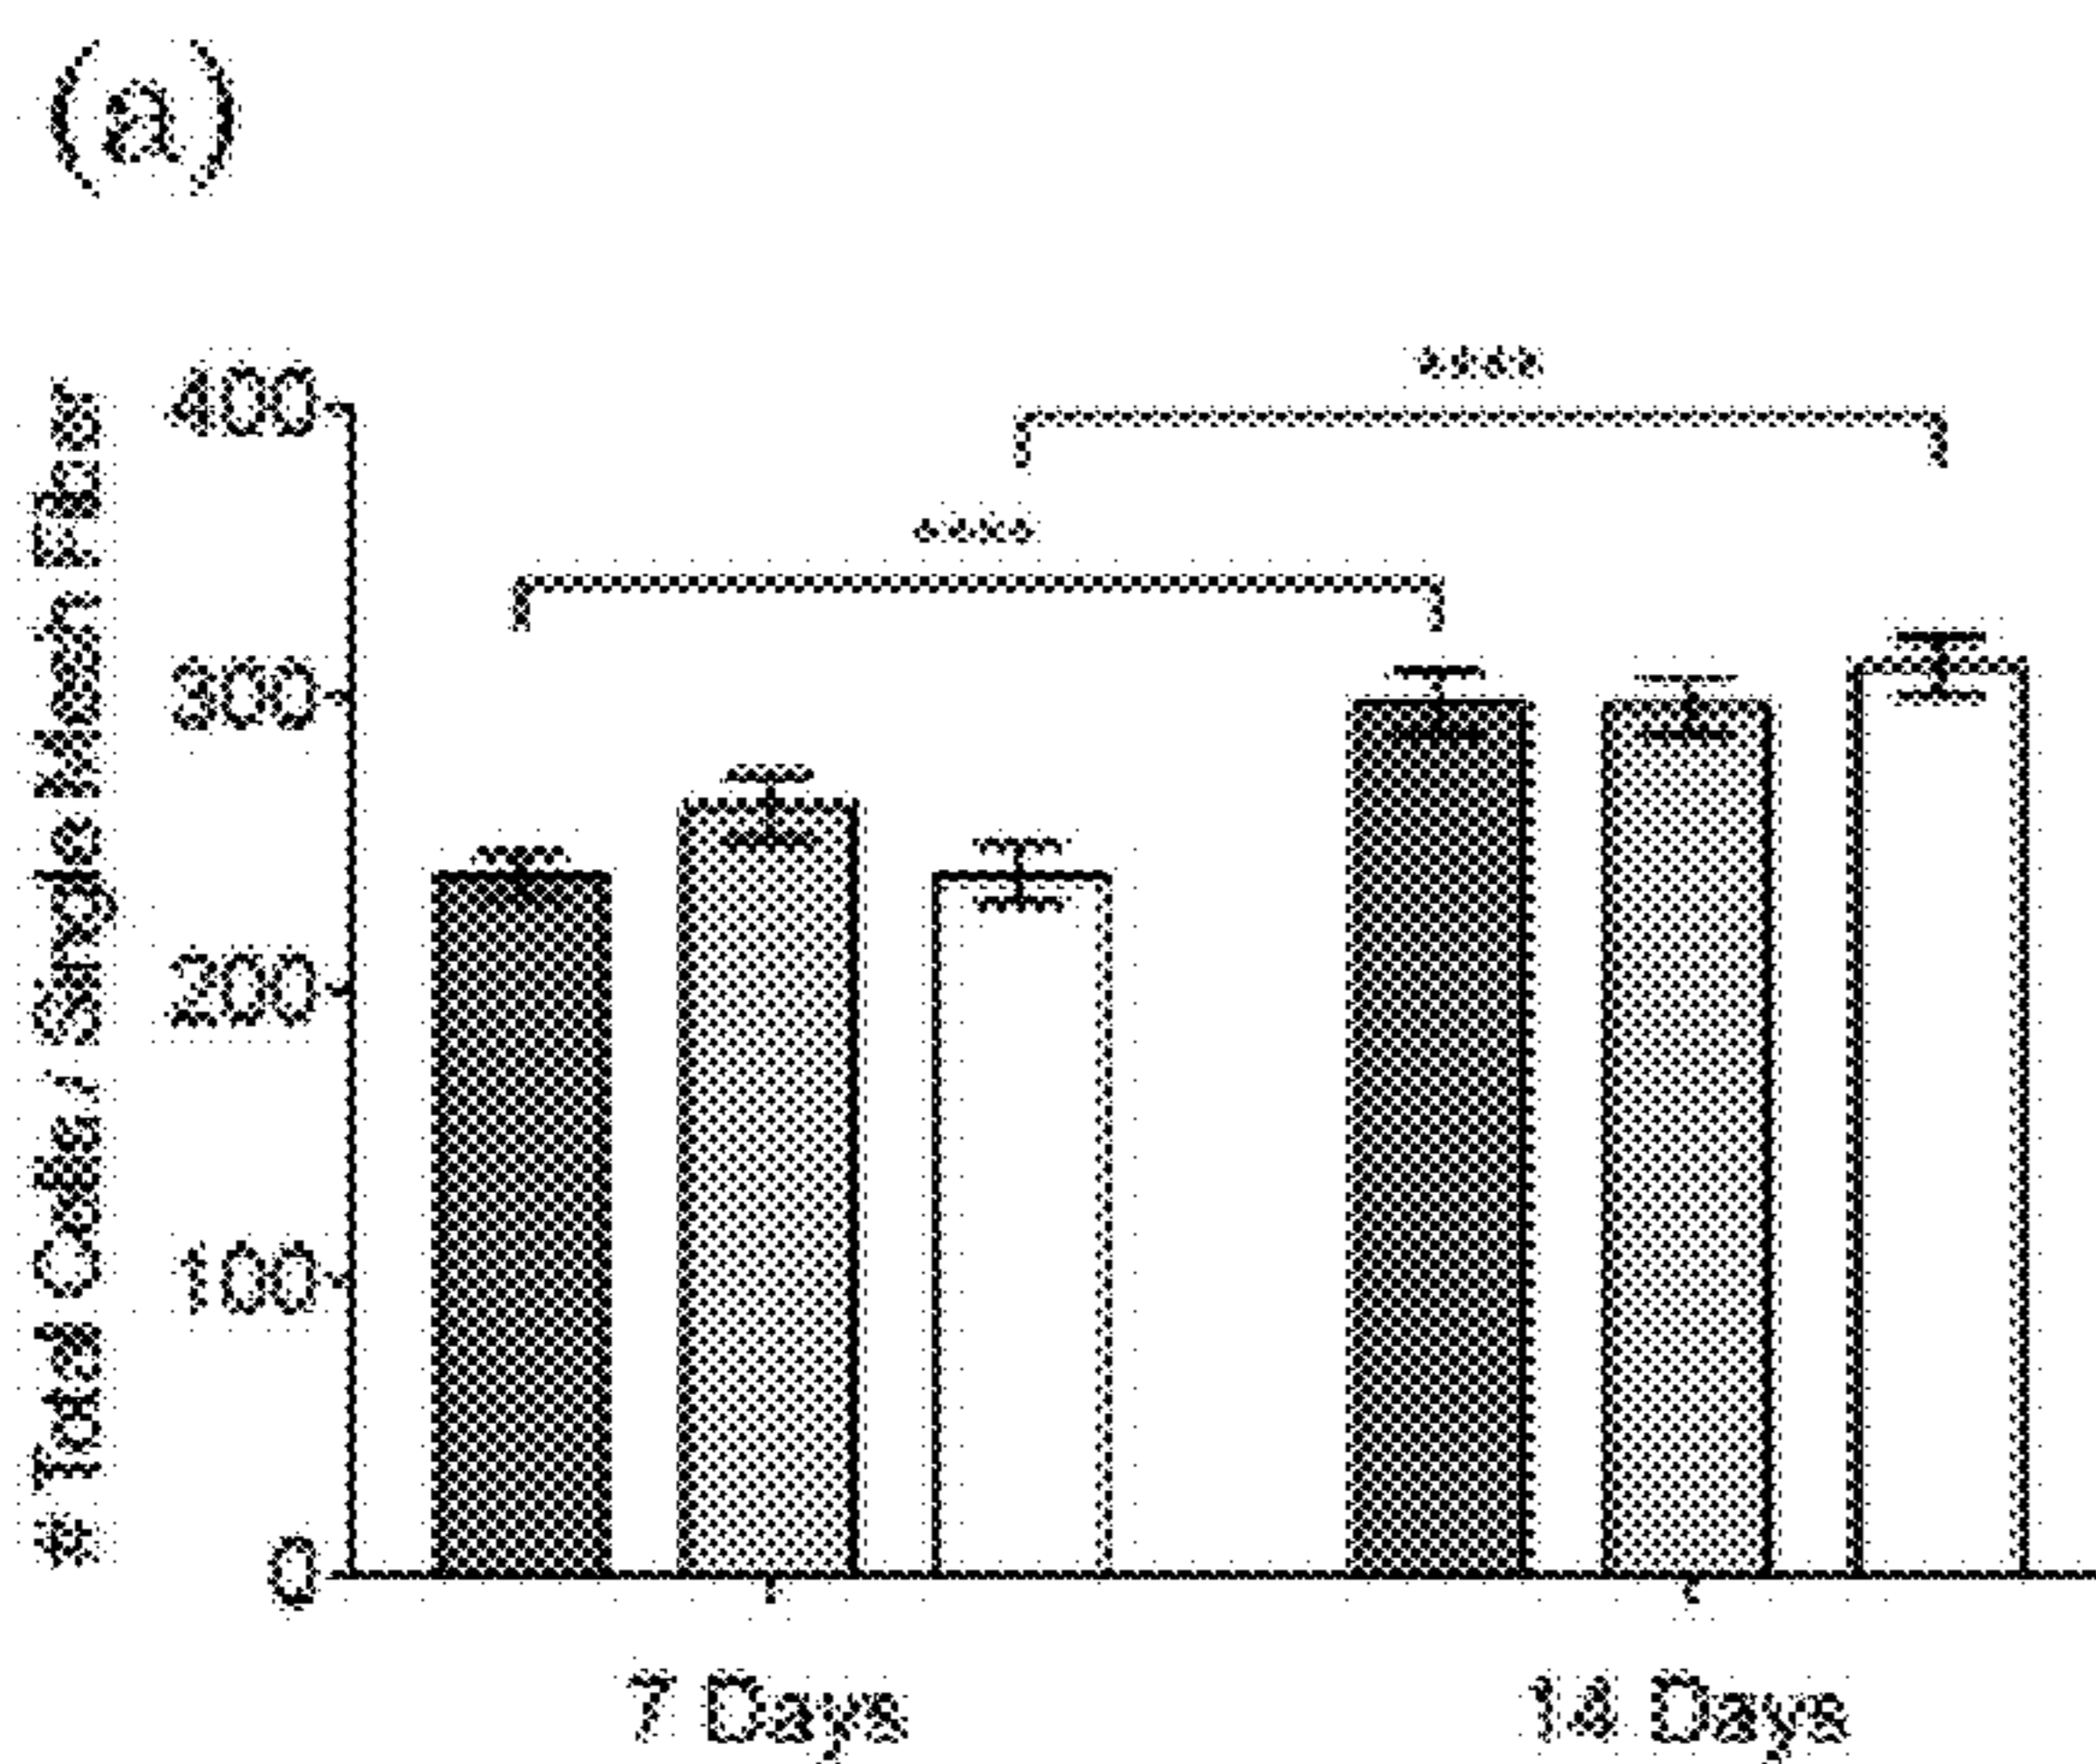 (a)
# Total Cells / Single Mesh Fiber
400
300
200
100
0
****
****
7 Days
14 Days